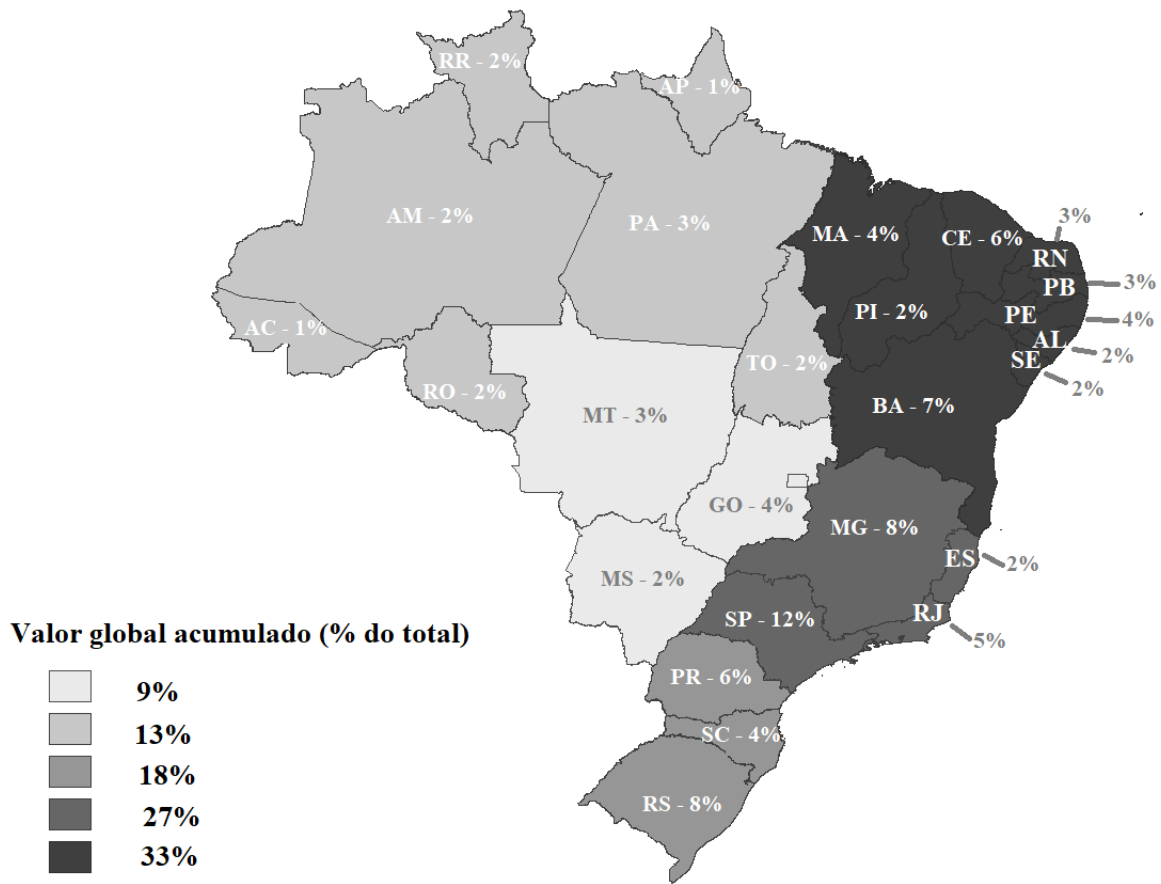 RR - 2%
AP - 1%
AM - 2%
PA - 3%
MA - 4%
CE - 6%
3%
RN
PB
3%
PI - 2%
PE
4%
AC - 1%
AL
2%
TO - 2%
SE
2%
RO - 2%
BA - 7%
MT - 3%
GO - 4%
MG - 8%
ES
2%
MS - 2%
SP - 12%
RJ
5%
PR - 6%
SC - 4%
RS - 8%
Valor global acumulado (% do total)
9%
13%
18%
27%
33%